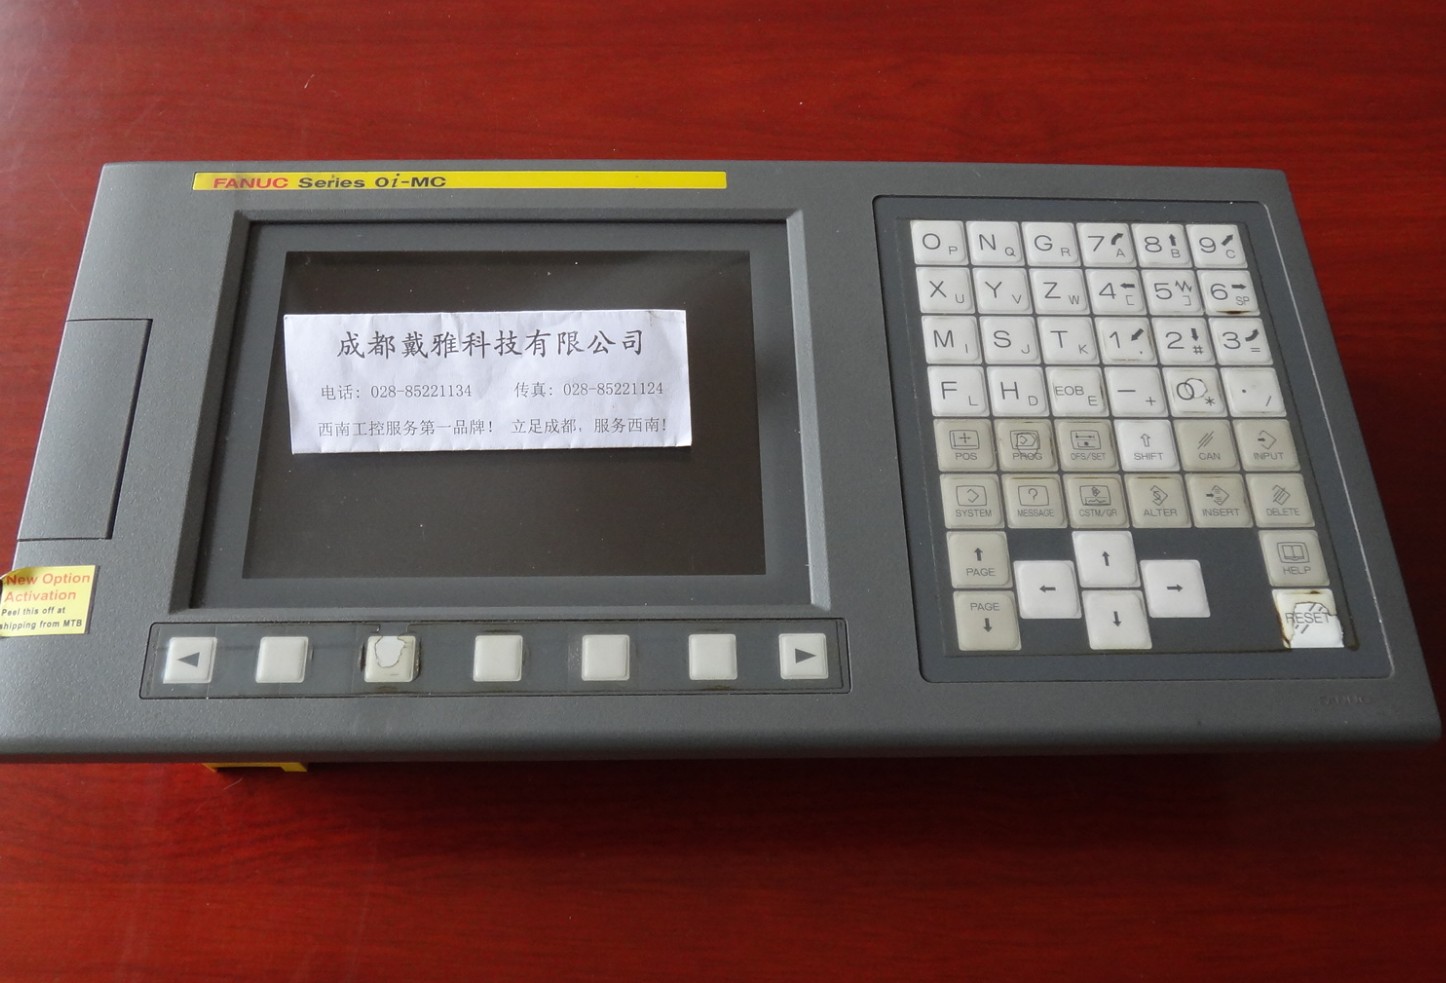 FANUC Series 0i-MC
成都戴雅科技有限公司
电话: 028-85221134 传真: 028-85221124
西南工控服务第一品牌! 立足成都, 服务西南!
O P N Q G R 7 A 8 B 9 C
X U Y V Z W 4 [ 5 ] 6 SP
M I S J T K 1 , 2 # 3 =
F L H D EOB E - + 0 * . /
POS PROG OFS/SET SHIFT CAN INPUT
SYSTEM MESSAGE CSTM/GR ALTER INSERT DELETE
PAGE HELP
PAGE RESET
New Option
Activation
Peel this off at
shipping from MTB